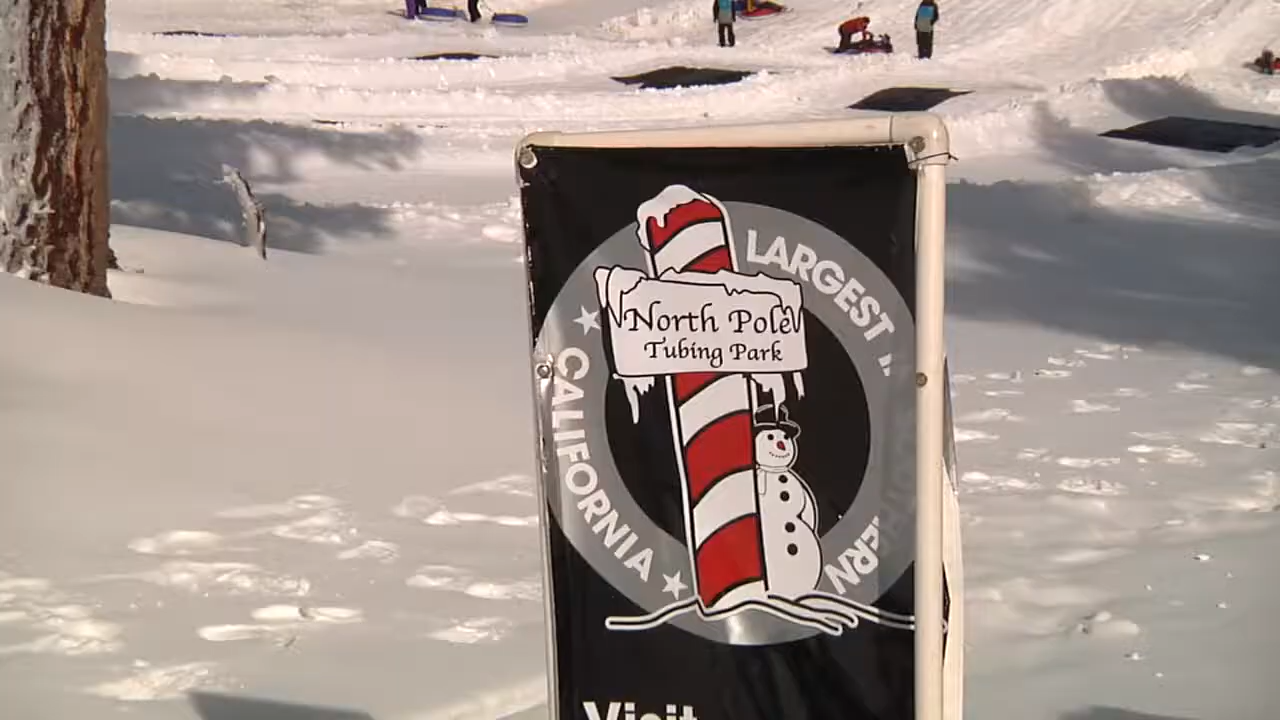 North Pole
Tubing Park
LARGEST
CALIFORNIA
Visit